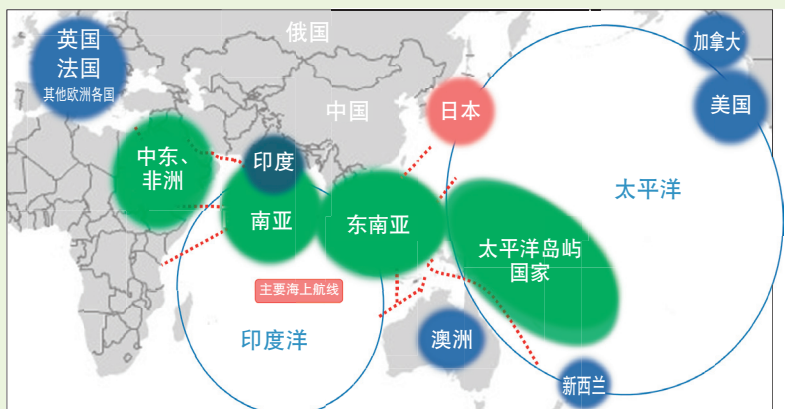 英国
法国
其他欧洲各国
俄国
加拿大
美国
中国
日本
中东、
非洲
印度
南亚
东南亚
太平洋
太平洋岛屿
国家
主要海上航线
印度洋
澳洲
新西兰